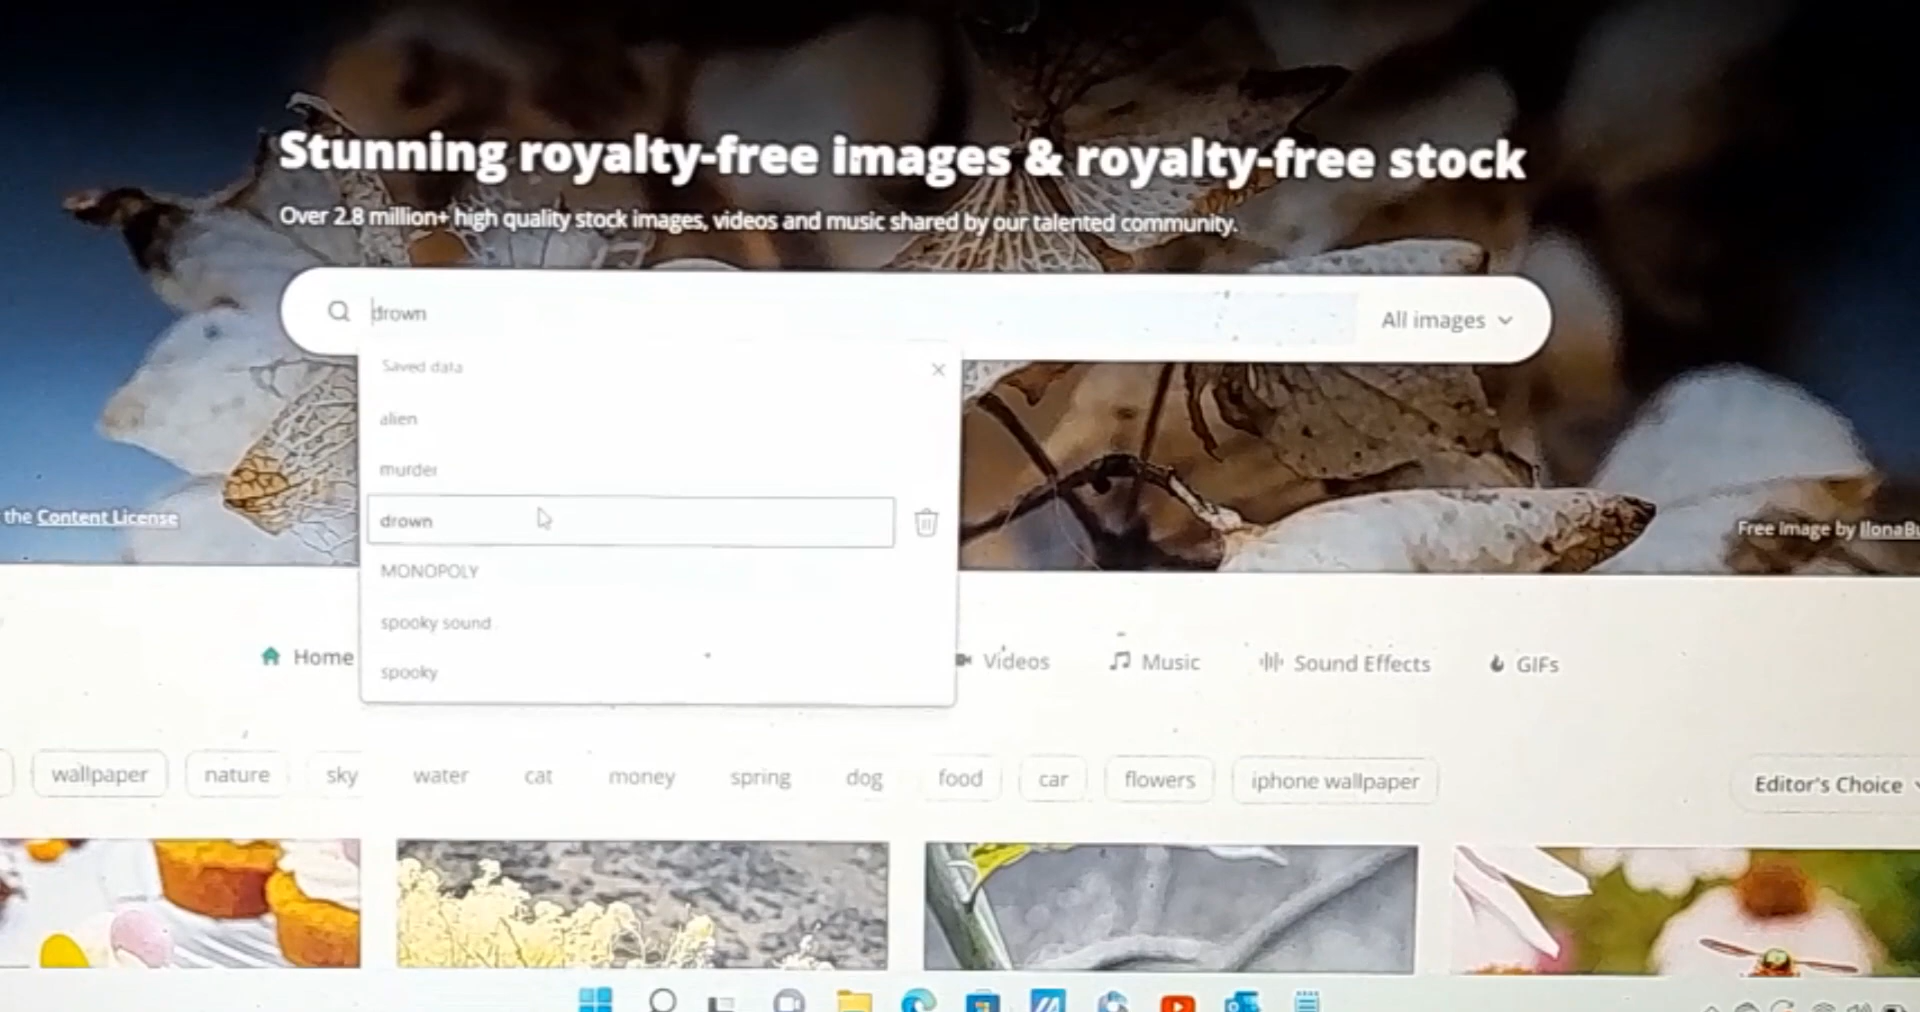 Stunning royalty-free images & royalty-free stock
Over 2.8 million+ high quality stock images, videos and music shared by our talented community.
drown
All images
Saved data
alien
murder
drown
MONOPOLY
spooky sound
spooky
the Content License
Free image by IlonaBu
Home
Videos
Music
Sound Effects
GIFs
wallpaper
nature
sky
water
cat
money
spring
dog
food
car
flowers
iphone wallpaper
Editor's Choice